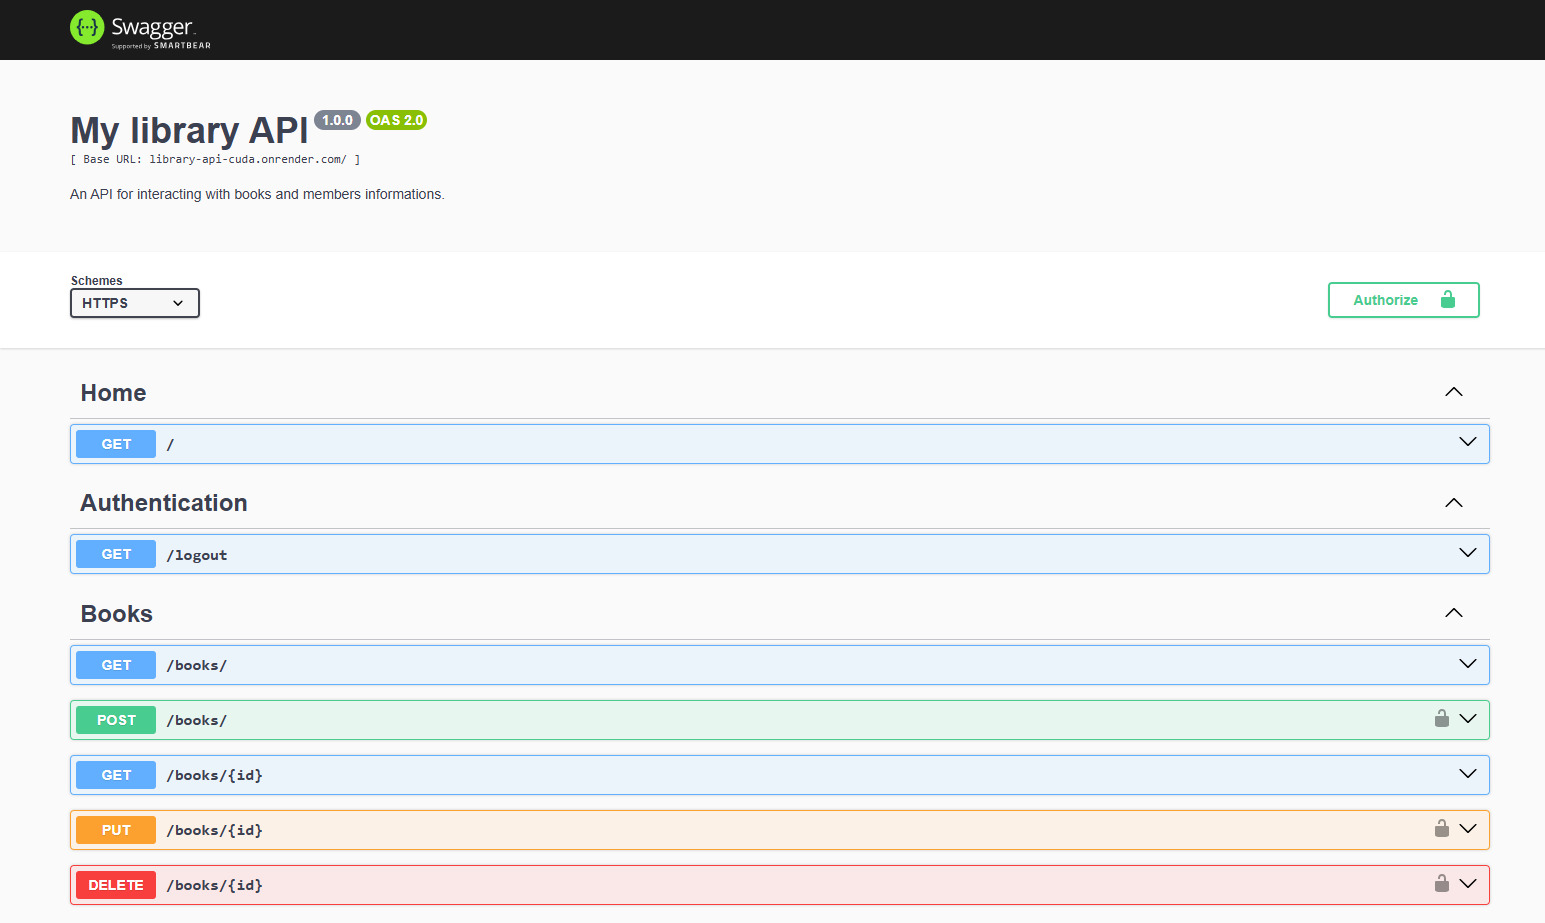 {···} Swagger
Supported by SMARTBEAR
My library API 1.0.0 OAS 2.0
[ Base URL: library-api-cuda.onrender.com/ ]
An API for interacting with books and members informations.
Schemes
HTTPS
Authorize
Home
GET /
Authentication
GET /logout
Books
GET /books/
POST /books/
GET /books/{id}
PUT /books/{id}
DELETE /books/{id}